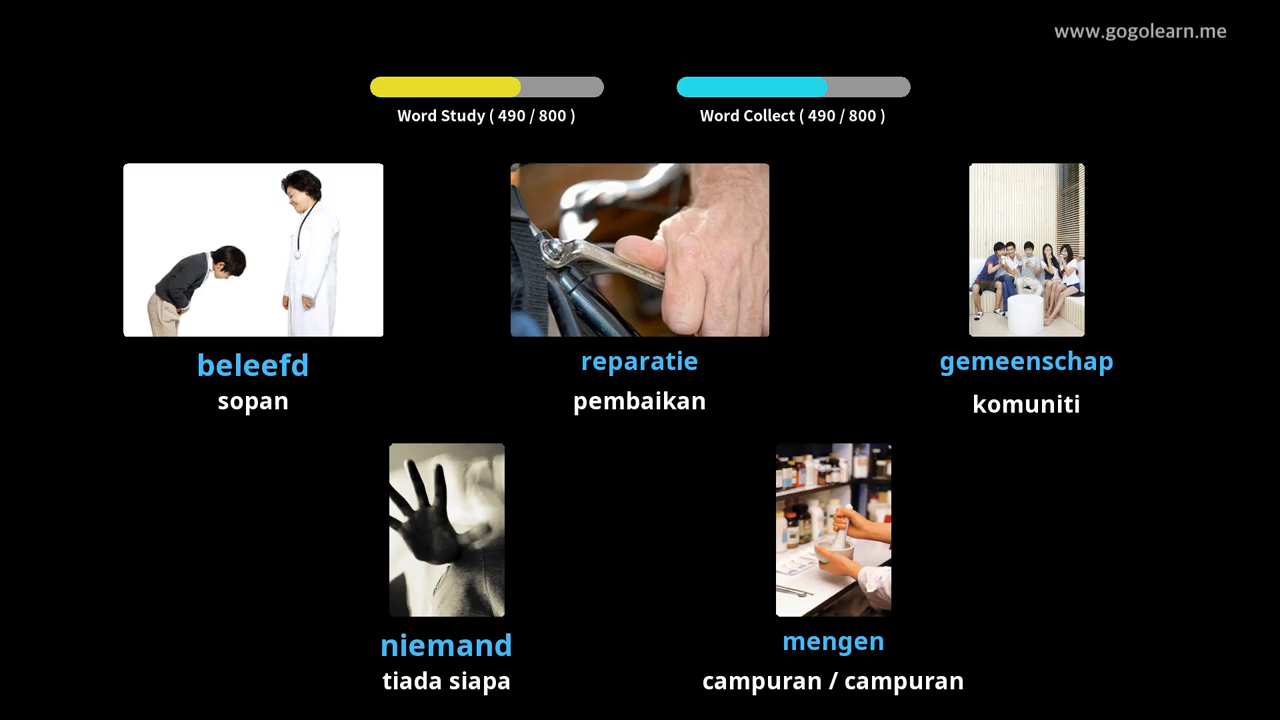 www.gogolearn.me
Word Study ( 490 / 800 )
Word Collect ( 490 / 800 )
beleefd
sopan
reparatie
pembaikan
gemeenschap
komuniti
niemand
tiada siapa
mengen
campuran / campuran